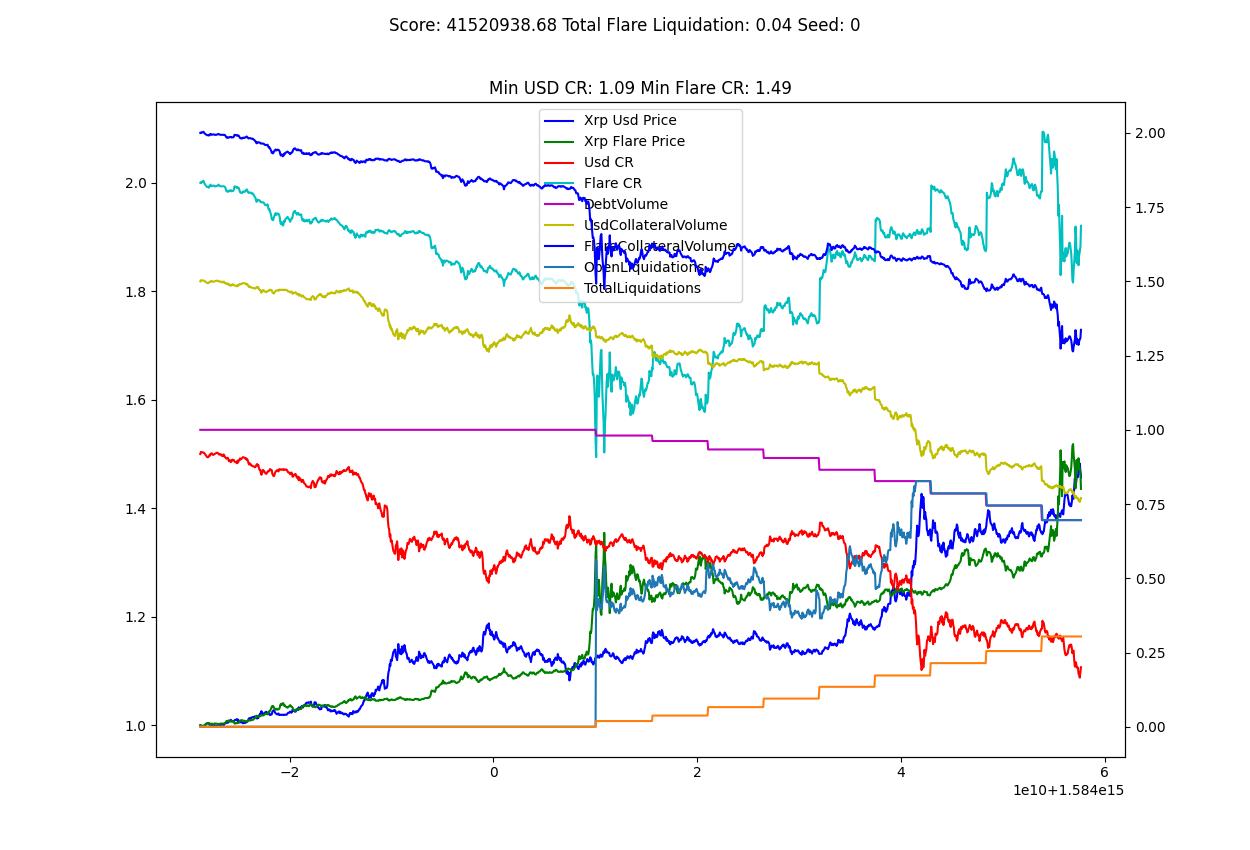 Score: 41520938.68 Total Flare Liquidation: 0.04 Seed: 0
Min USD CR: 1.09 Min Flare CR: 1.49
Xrp Usd Price
Xrp Flare Price
Usd CR
Flare CR
DebtVolume
UsdCollateralVolume
FlareCollateralVolume
OpenLiquidations
TotalLiquidations
2.0
1.8
1.6
1.4
1.2
1.0
2.00
1.75
1.50
1.25
1.00
0.75
0.50
0.25
0.00
−2
0
2
4
6
1e10+1.584e15